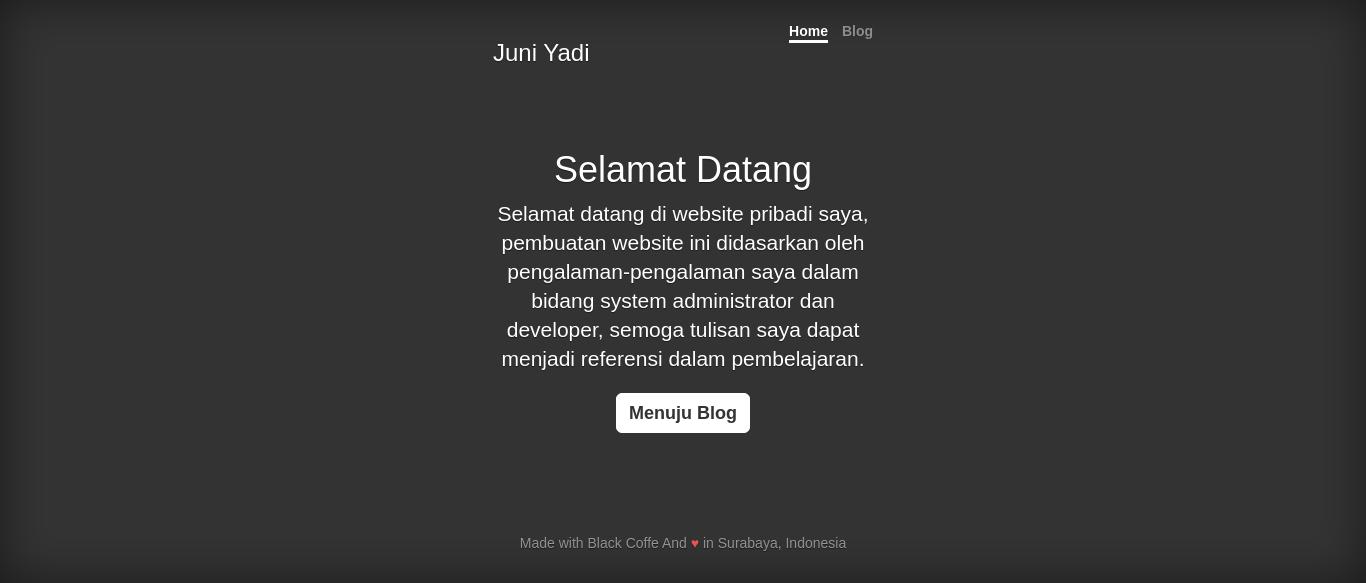 Juni Yadi
Home Blog
Selamat Datang
Selamat datang di website pribadi saya,
pembuatan website ini didasarkan oleh
pengalaman-pengalaman saya dalam
bidang system administrator dan
developer, semoga tulisan saya dapat
menjadi referensi dalam pembelajaran.
Menuju Blog
Made with Black Coffe And ♥ in Surabaya, Indonesia